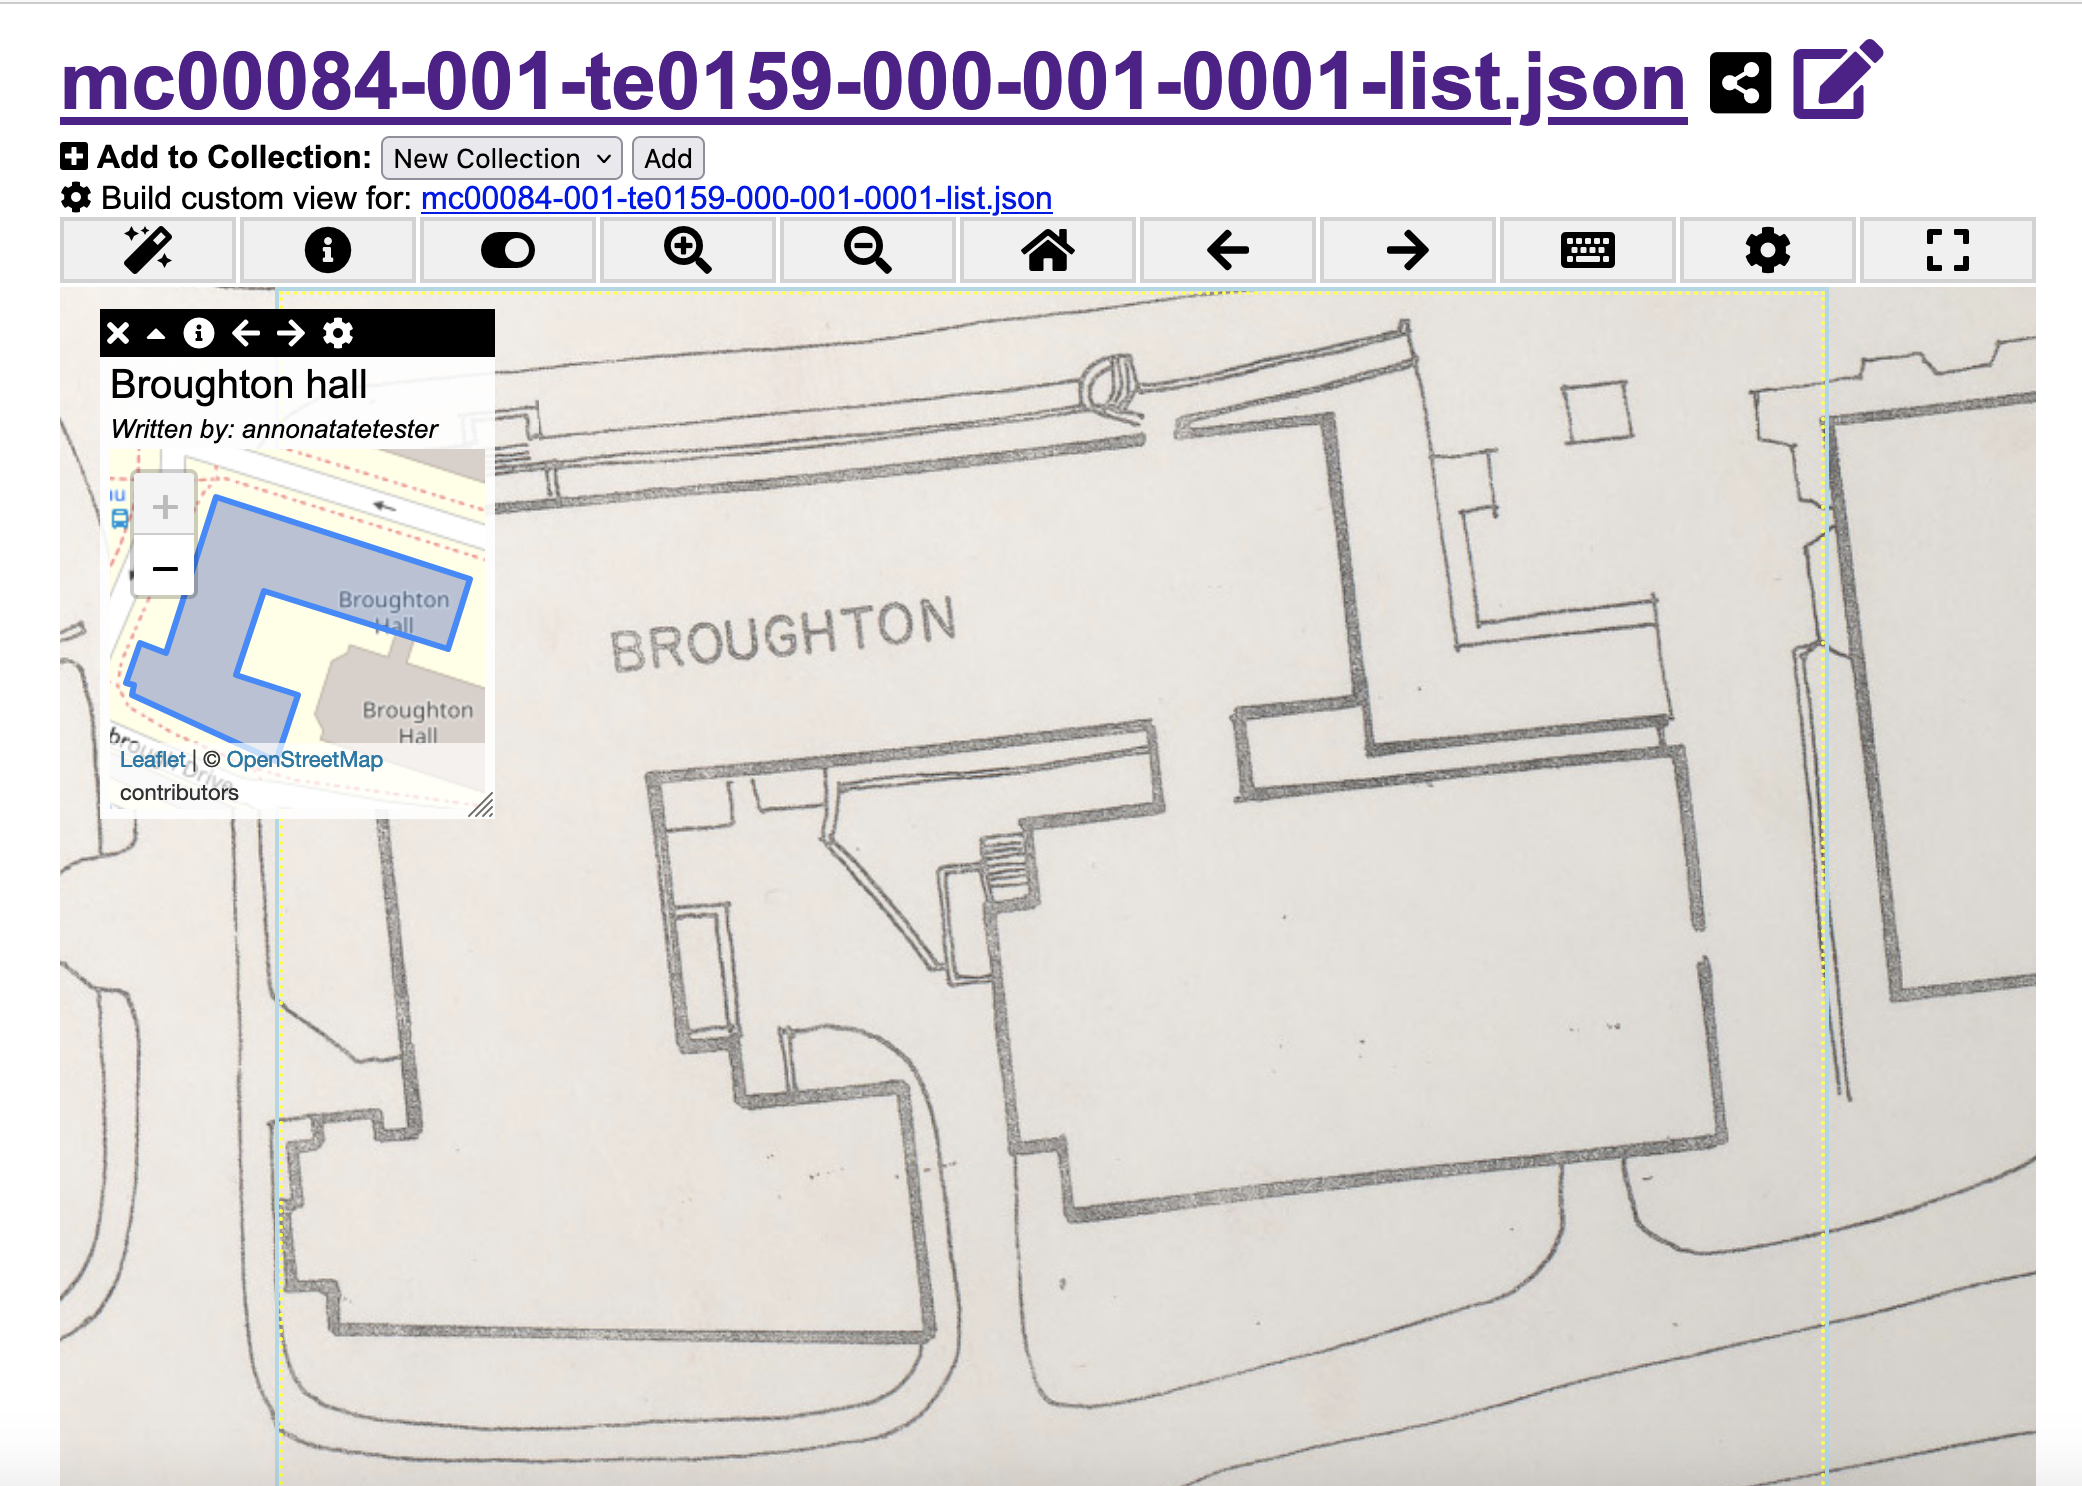 mc00084-001-te0159-000-001-0001-list.json
Add to Collection: New Collection Add
Build custom view for: mc00084-001-te0159-000-001-0001-list.json
Broughton hall
Written by: annonatatetester
+
−
Broughton
Hall
Broughton
Hall
Leaflet | © OpenStreetMap
contributors
BROUGHTON